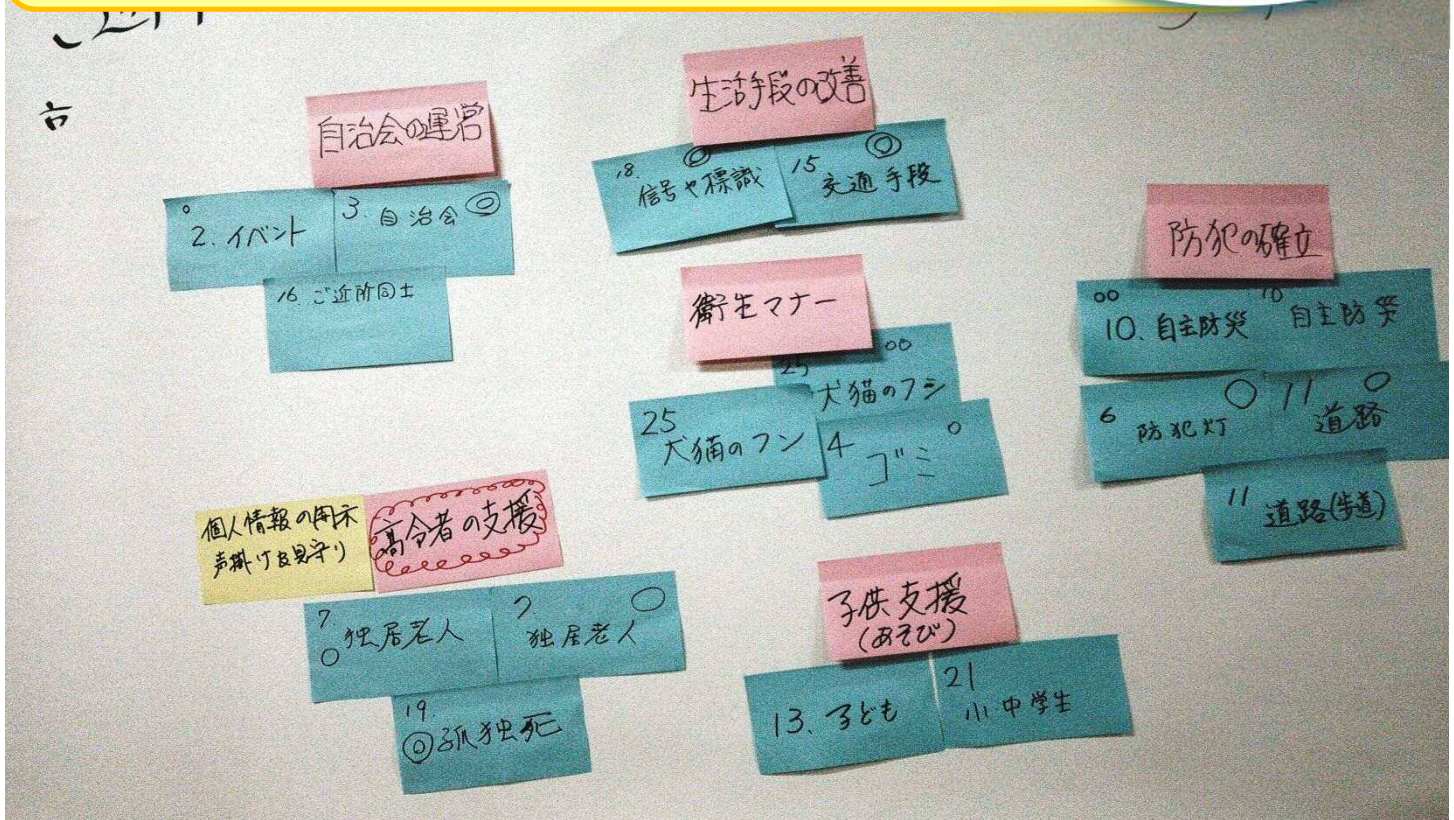 自治会の運営
2. イベント
3. 自治会
16 ご近所同士
生活手段の改善
18. 信号や標識
15 交通手段
衛生マナー
25 犬猫のフン
25
犬猫のフン
4 ゴミ
防犯の確立
10. 自主防災
10 自主防災
6 防犯灯
11 道路
11 道路(歩道)
個人情報の開示
声掛け及見守り
高令者の支援
7 独居老人
7. 独居老人
19.
孤独死
子供支援
(あそび)
13. 子ども
21
小中学生